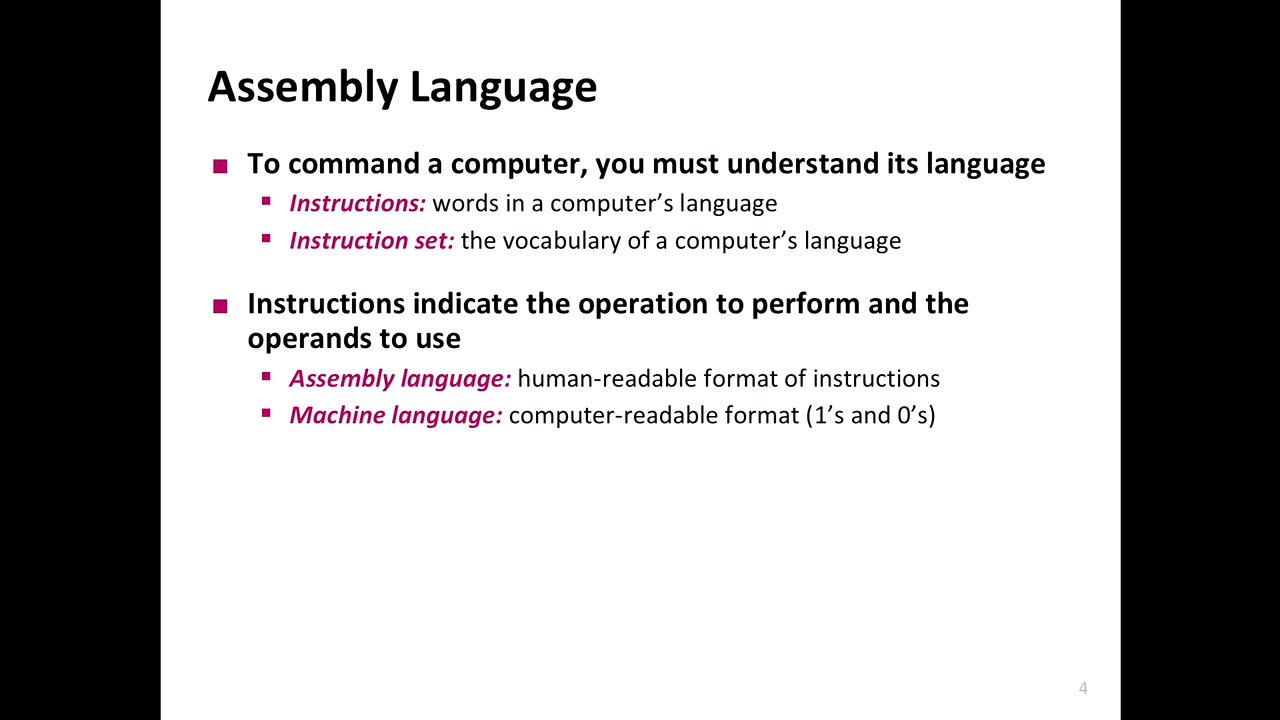 Assembly Language
To command a computer, you must understand its language
Instructions: words in a computer’s language
Instruction set: the vocabulary of a computer’s language
Instructions indicate the operation to perform and the
operands to use
Assembly language: human-readable format of instructions
Machine language: computer-readable format (1’s and 0’s)
4